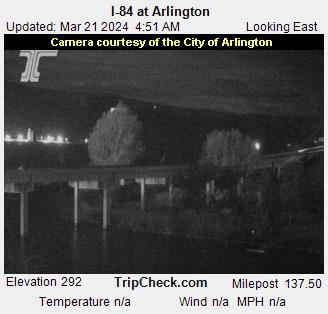 I-84 at Arlington
Updated: Mar 21 2024 4:51 AM Looking East
Camera courtesy of the City of Arlington
Elevation 292 TripCheck.com Milepost 137.50
Temperature n/a Wind n/a MPH n/a